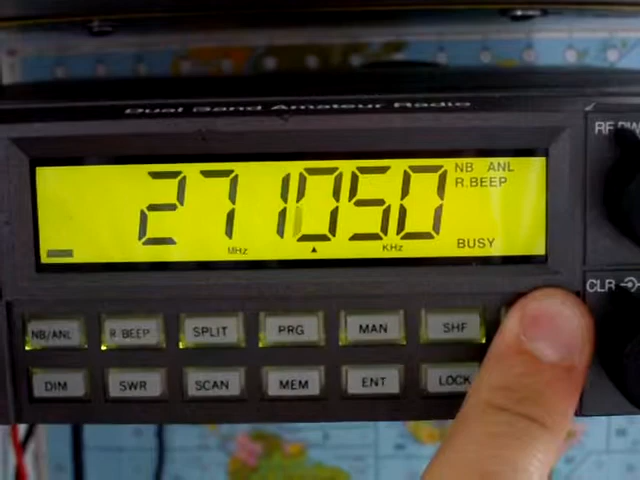 Dual Band Amateur Radio
RF PW
271050
NB ANL
R.BEEP
MHz
▲
KHz
BUSY
CLR
NB/ANL R.BEEP SPLIT PRG MAN SHF
DIM SWR SCAN MEM ENT LOCK